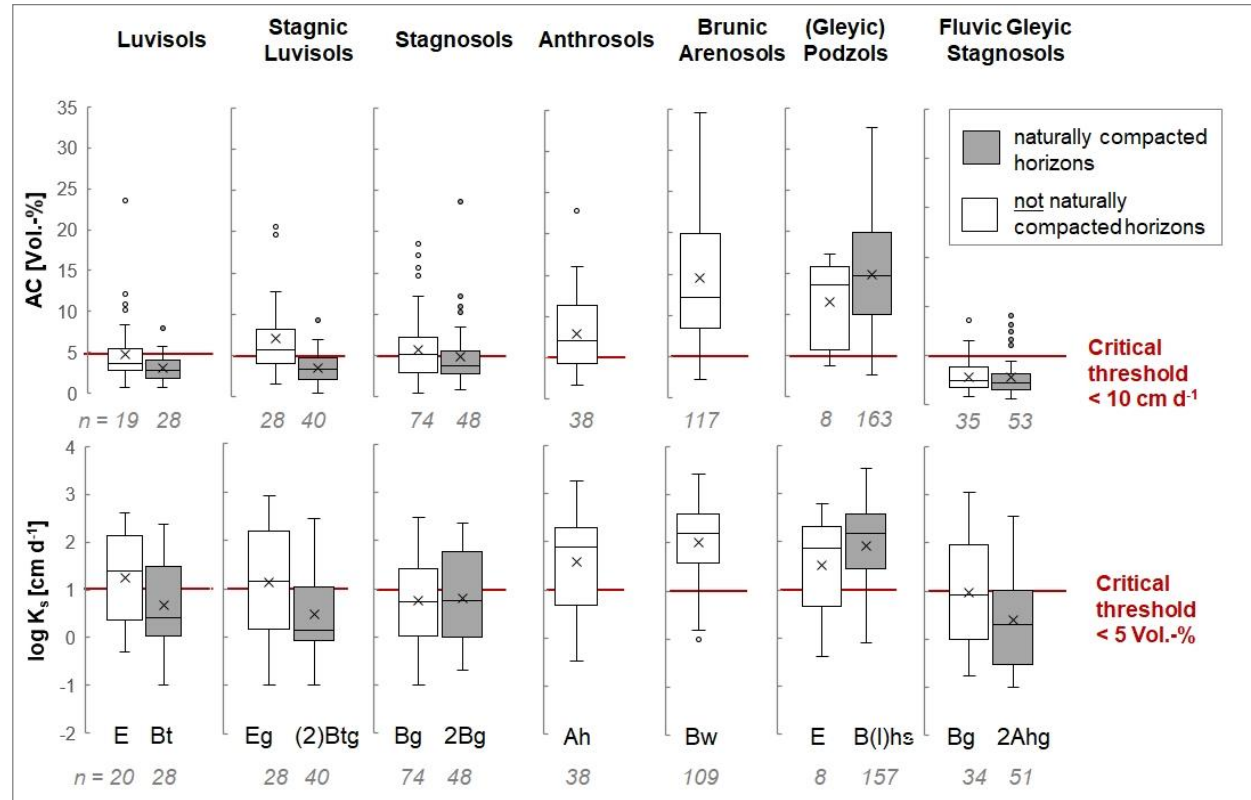 Luvisols
Stagnic
Luvisols
Stagnosols
Anthrosols
Brunic
Arenosols
(Gleyic)
Podzols
Fluvic Gleyic
Stagnosols
AC [Vol.-%]
35
30
25
20
15
10
5
0
naturally compacted
horizons
not naturally
compacted horizons
Critical
threshold
< 10 cm d-1
n = 19 28 28 40 74 48 38 117 8 163 35 53
log Ks [cm d-1]
4
3
2
1
0
-1
-2
Critical
threshold
< 5 Vol.-%
E Bt Eg (2)Btg Bg 2Bg Ah Bw E B(l)hs Bg 2Ahg
n = 20 28 28 40 74 48 38 109 8 157 34 51